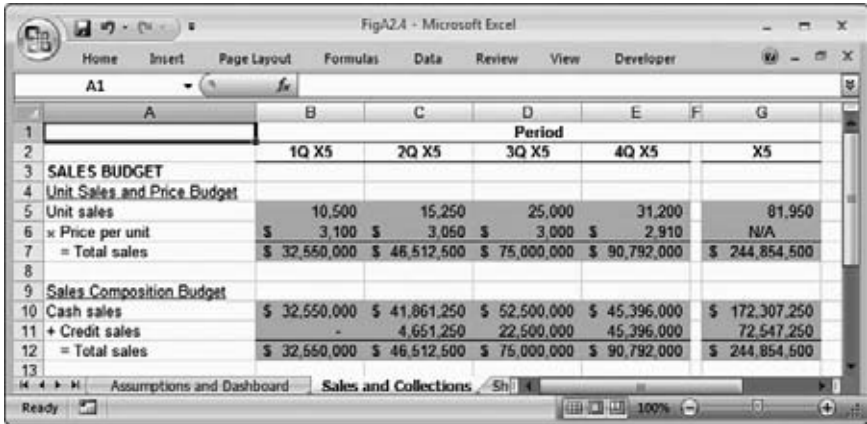 FigA2.4 - Microsoft Excel
Home Insert Page Layout Formulas Data Review View Developer
A1 fx
A B C D E F G
1 Period
2 1Q X5 2Q X5 3Q X5 4Q X5 X5
3 SALES BUDGET
4 Unit Sales and Price Budget
5 Unit sales 10,500 15,250 25,000 31,200 81,950
6 × Price per unit $ 3,100 $ 3,050 $ 3,000 $ 2,910 N/A
7 = Total sales $ 32,550,000 $ 46,512,500 $ 75,000,000 $ 90,792,000 $ 244,854,500
8
9 Sales Composition Budget
10 Cash sales $ 32,550,000 $ 41,861,250 $ 52,500,000 $ 45,396,000 $ 172,307,250
11 + Credit sales - 4,651,250 22,500,000 45,396,000 72,547,250
12 = Total sales $ 32,550,000 $ 46,512,500 $ 75,000,000 $ 90,792,000 $ 244,854,500
13
Assumptions and Dashboard Sales and Collections Sh
Ready 100%